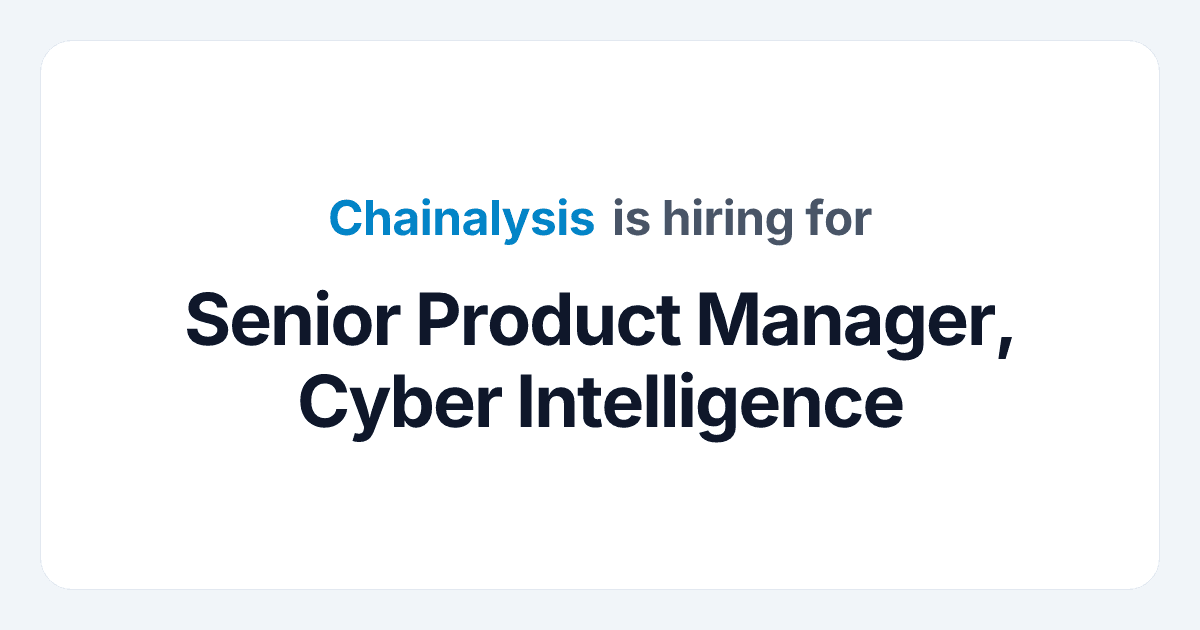 Chainalysis is hiring for
Senior Product Manager,
Cyber Intelligence